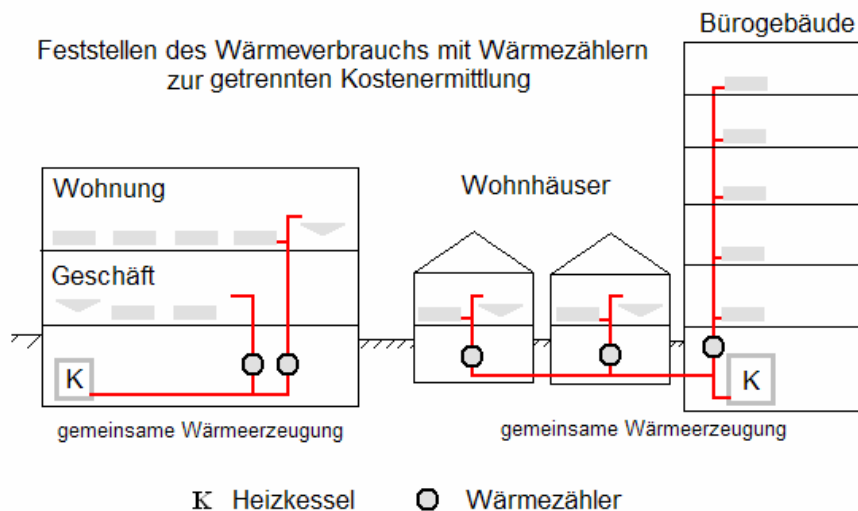 Bürogebäude
Feststellen des Wärmeverbrauchs mit Wärmezählern
zur getrennten Kostenermittlung
Wohnung
Wohnhäuser
Geschäft
K
K
gemeinsame Wärmeerzeugung
gemeinsame Wärmeerzeugung
K Heizkessel
Wärmezähler